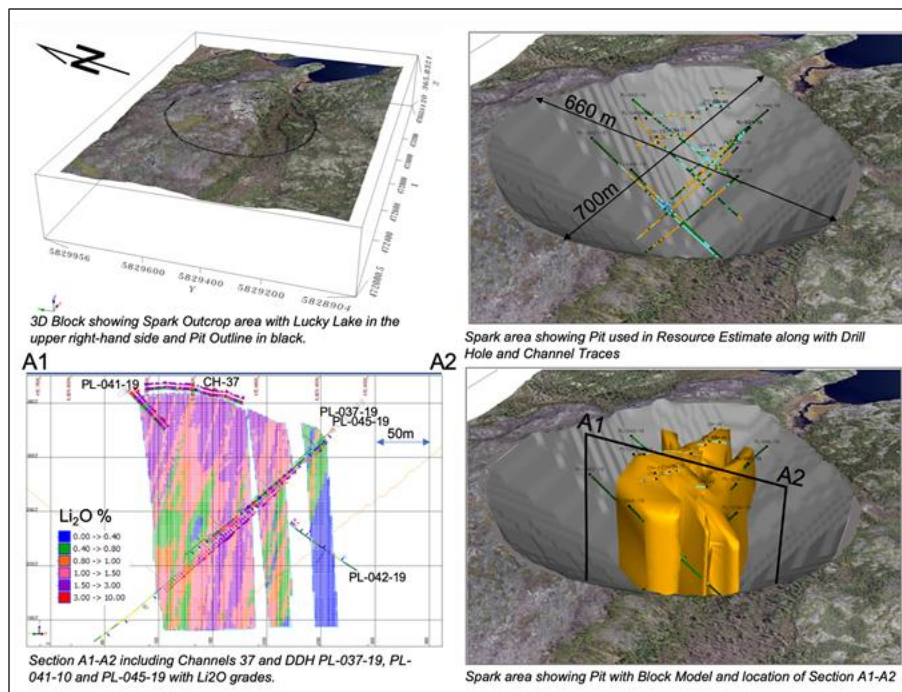 N
5829956
5829600
5829400
5829200
5828904
Y
472000.5
472400
3D Block showing Spark Outcrop area with Lucky Lake in the
upper right-hand side and Pit Outline in black.
660 m
700m
Spark area showing Pit used in Resource Estimate along with Drill
Hole and Channel Traces
A1
A2
PL-041-19
CH-37
PL-037-19
PL-045-19
50m
Li2O %
0.00 -> 0.40
0.40 -> 0.80
0.80 -> 1.00
1.00 -> 1.50
1.50 -> 3.00
3.00 -> 10.00
PL-042-19
Section A1-A2 including Channels 37 and DDH PL-037-19, PL-
041-10 and PL-045-19 with Li2O grades.
A1
A2
Spark area showing Pit with Block Model and location of Section A1-A2